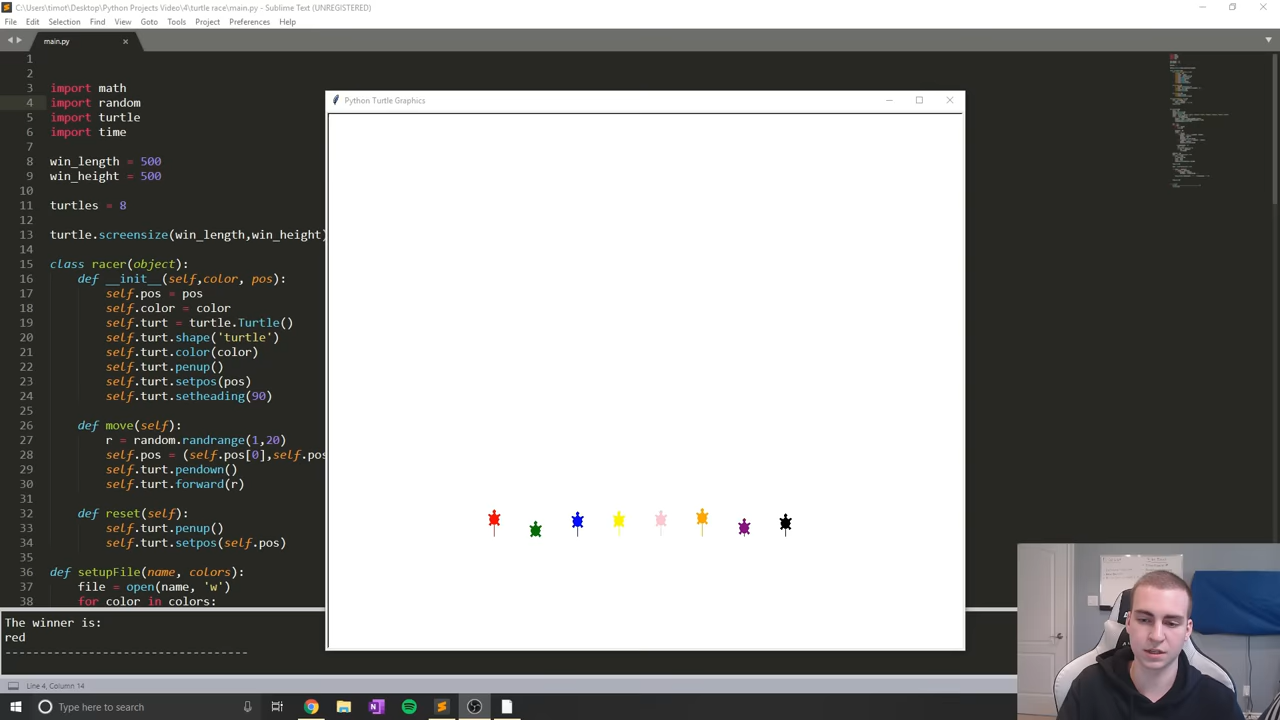 C:\Users\timot\Desktop\Python Projects Video\4\turtle race\main.py - Sublime Text (UNREGISTERED)
File Edit Selection Find View Goto Tools Project Preferences Help
main.py
1
2
3 import math
4 import random
5 import turtle
6 import time
7
8 win_length = 500
9 win_height = 500
10
11 turtles = 8
12
13 turtle.screensize(win_length,win_height)
14
15 class racer(object):
16 def __init__(self,color, pos):
17 self.pos = pos
18 self.color = color
19 self.turt = turtle.Turtle()
20 self.turt.shape('turtle')
21 self.turt.color(color)
22 self.turt.penup()
23 self.turt.setpos(pos)
24 self.turt.setheading(90)
25
26 def move(self):
27 r = random.randrange(1,20)
28 self.pos = (self.pos[0],self.pos
29 self.turt.pendown()
30 self.turt.forward(r)
31
32 def reset(self):
33 self.turt.penup()
34 self.turt.setpos(self.pos)
35
36 def setupFile(name, colors):
37 file = open(name, 'w')
38 for color in colors:
Python Turtle Graphics
The winner is:
red
----------------------------------
Line 4, Column 14
Type here to search